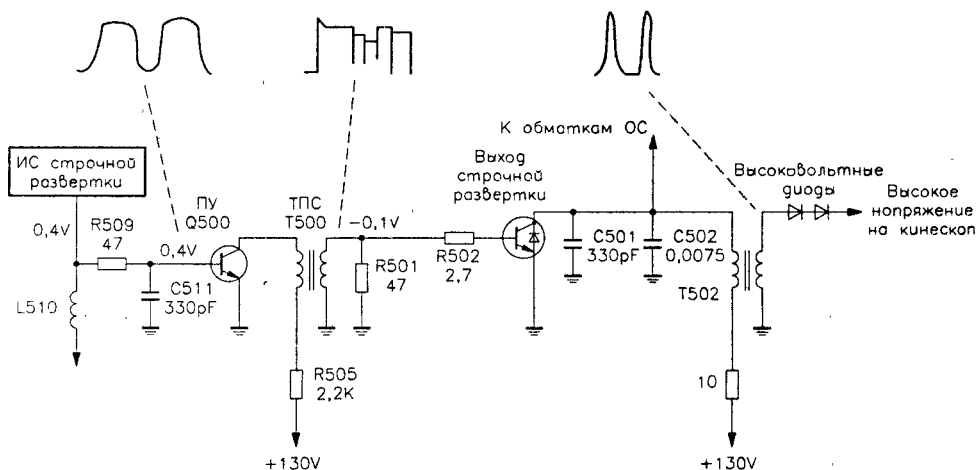 К обматкам ОС
ИС строчной
развертки
Выход
строчной
развертки
Высоковольтные
диоды
Высокое
нопряжение
на кинескоп
ПУ
Q500
ТПС
T500
0,4V
R509
47
0,4V
-0,1V
R502
2,7
R501
47
C511
330pF
L510
C501
330pF
C502
0,0075
T502
R505
2,2K
10
+130V
+130V